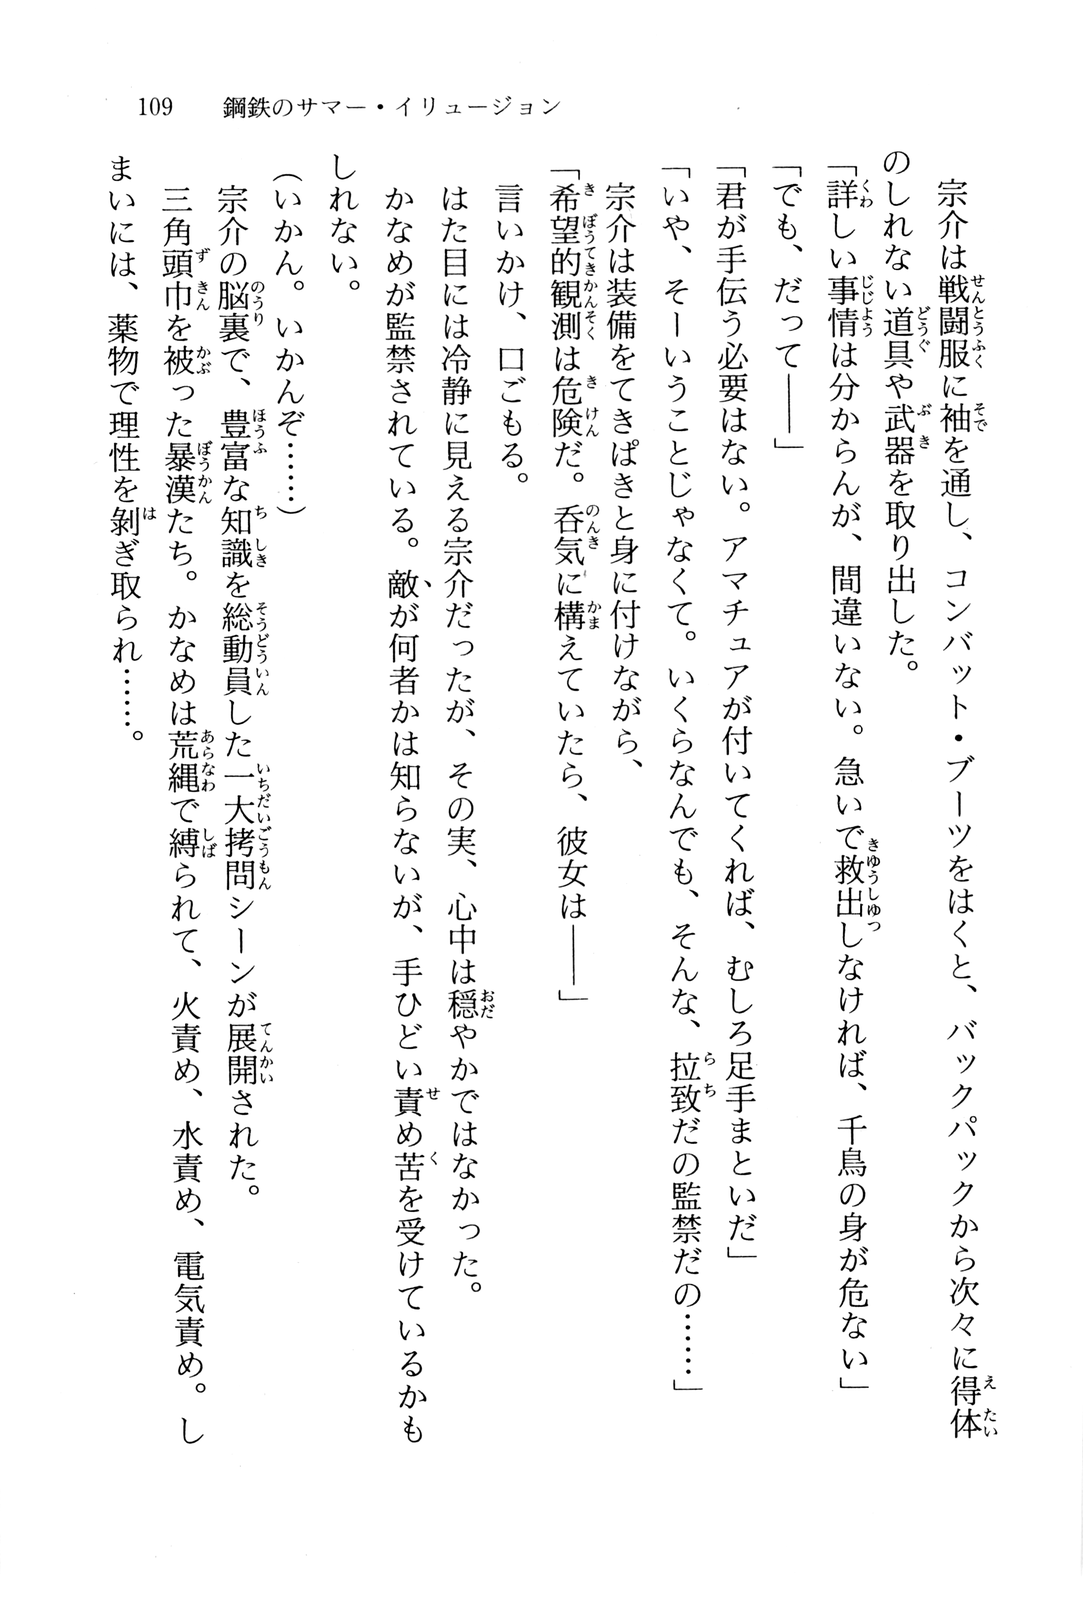 109 鋼鉄のサマー・イリュージョン
　宗介は戦闘服に袖を通し、コンバット・ブーツをはくと、バックパックから次々に得体
のしれない道具や武器を取り出した。
「詳しい事情は分からんが、間違いない。急いで救出しなければ、千鳥の身が危ない」
「でも、だって――」
「君が手伝う必要はない。アマチュアが付いてくれば、むしろ足手まといだ」
「いや、そーいうことじゃなくて。いくらなんでも、そんな、拉致だの監禁だの……」
　宗介は装備をてきぱきと身に付けながら、
「希望的観測は危険だ。呑気に構えていたら、彼女は――」
　言いかけ、口ごもる。
　はた目には冷静に見える宗介だったが、その実、心中は穏やかではなかった。
　かなめが監禁されている。敵が何者かは知らないが、手ひどい責め苦を受けているかも
しれない。
（いかん。いかんぞ……）
　宗介の脳裏で、豊富な知識を総動員した一大拷問シーンが展開された。
　三角頭巾を被った暴漢たち。かなめは荒縄で縛られて、火責め、水責め、電気責め。し
まいには、薬物で理性を剝ぎ取られ……。